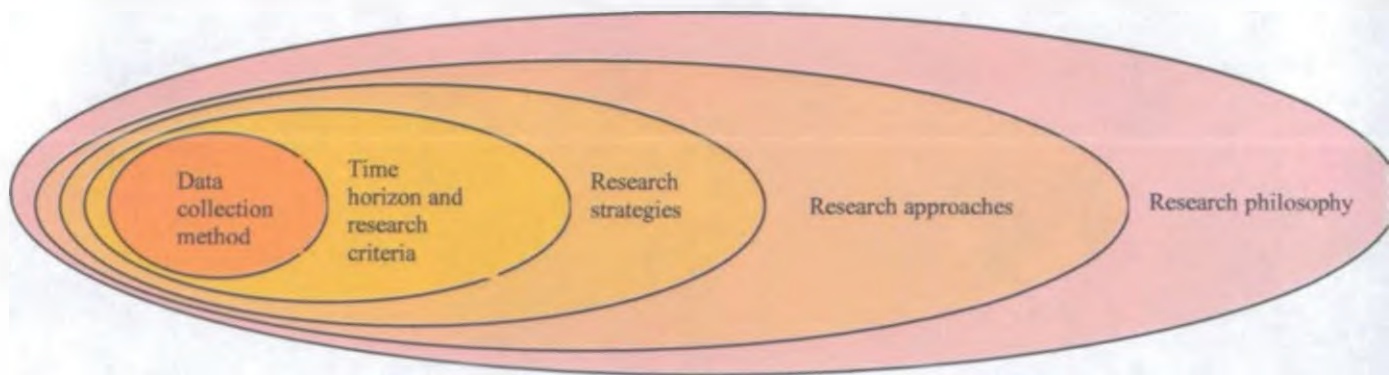 Data
collection
method
Time
horizon and
research
criteria
Research
strategies
Research approaches
Research philosophy